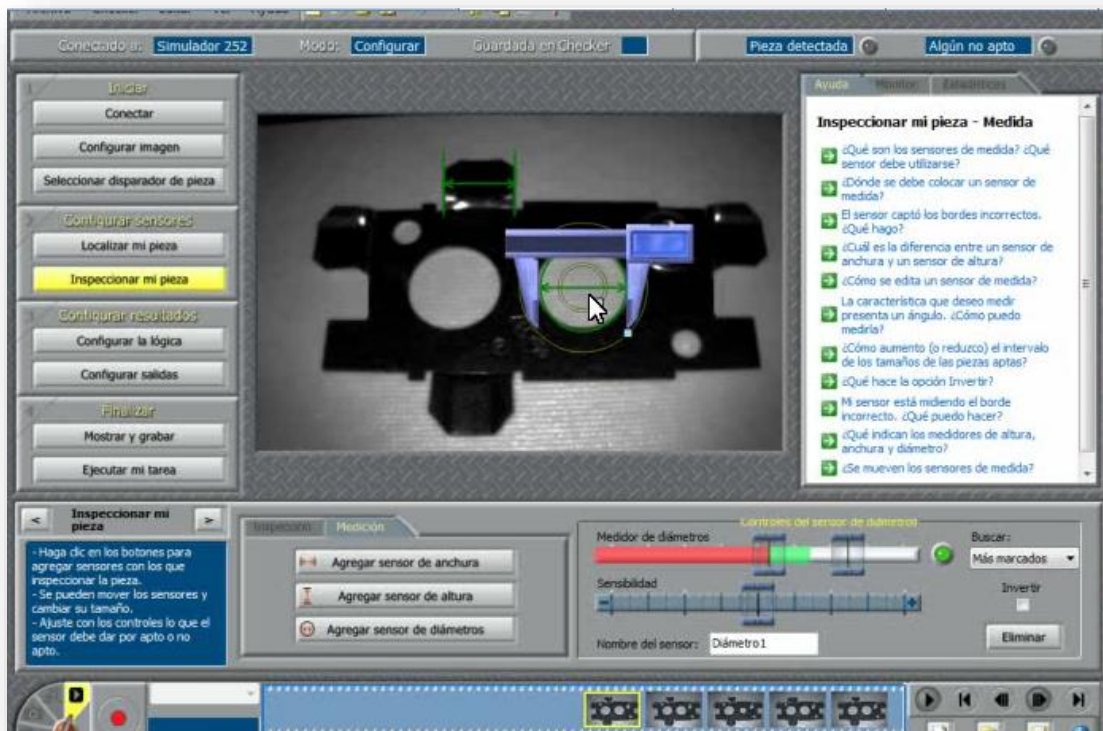 Conectado a: Simulador 252 Modo: Configurar Guardada en Checker
Pieza detectada Algún no apto
Iniciar
Conectar
Configurar imagen
Seleccionar disparador de pieza
Configurar sensores
Localizar mi pieza
Inspeccionar mi pieza
Configurar resultados
Configurar la lógica
Configurar salidas
Finalizar
Mostrar y grabar
Ejecutar mi tarea
Ayuda Monitor Estadísticas
Inspeccionar mi pieza - Medida
¿Qué son los sensores de medida? ¿Qué
sensor debe utilizarse?
¿Dónde se debe colocar un sensor de
medida?
El sensor captó los bordes incorrectos.
¿Qué hago?
¿Cuál es la diferencia entre un sensor de
anchura y un sensor de altura?
¿Cómo se edita un sensor de medida?
La característica que deseo medir
presenta un ángulo. ¿Cómo puedo
medirla?
¿Cómo aumento (o reduzco) el intervalo
de los tamaños de las piezas aptas?
¿Qué hace la opción Invertir?
Mi sensor está midiendo el borde
incorrecto. ¿Qué puedo hacer?
¿Qué indican los medidores de altura,
anchura y diámetro?
¿Se mueven los sensores de medida?
< Inspeccionar mi
pieza >
- Haga clic en los botones para
agregar sensores con los que
inspeccionar la pieza.
- Se pueden mover los sensores y
cambiar su tamaño.
- Ajuste con los controles lo que el
sensor debe dar por apto o no
apto.
Medición
Agregar sensor de anchura
Agregar sensor de altura
Agregar sensor de diámetros
Controles del sensor de diámetros
Medidor de diámetros
Buscar:
Más marcados
Sensibilidad
Invertir
Nombre del sensor: Diámetro1
Eliminar